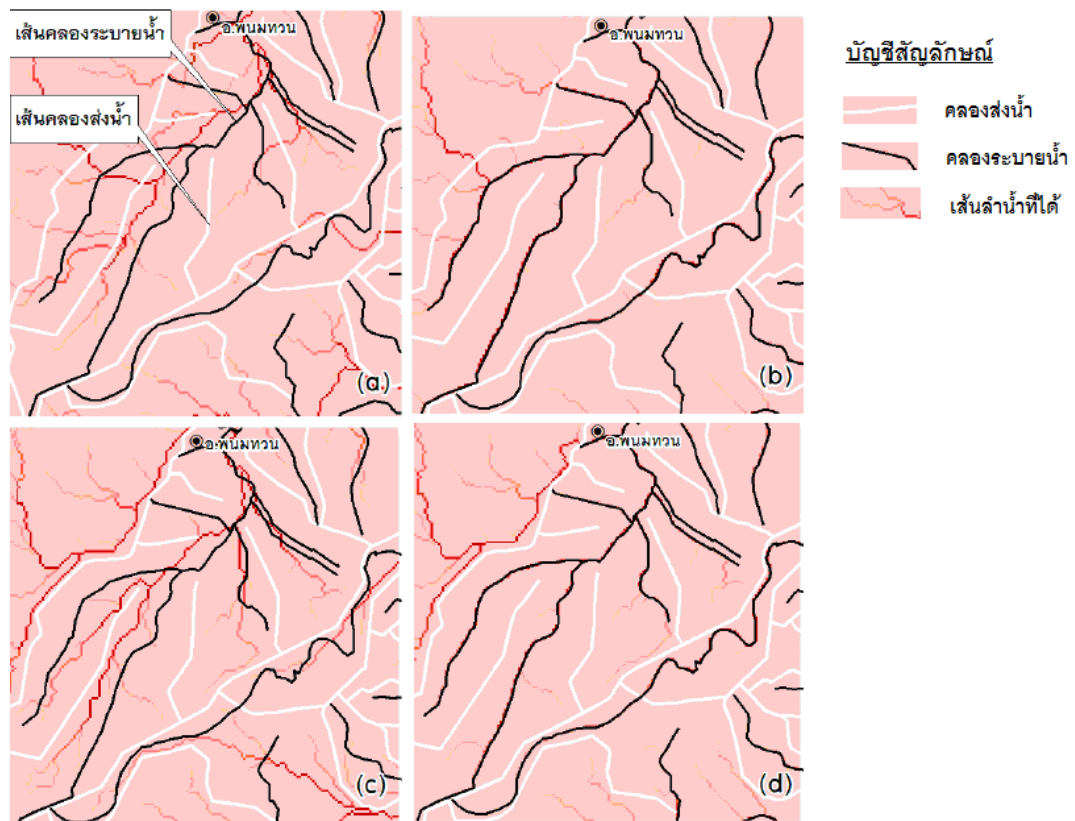 เส้นคลองระบายน้ำ
อ.พนมทวน
เส้นคลองส่งน้ำ
(a)
อ.พนมทวน
(b)
บัญชีสัญลักษณ์
คลองส่งน้ำ
คลองระบายน้ำ
เส้นลำน้ำที่ได้
อ.พนมทวน
(c)
อ.พนมทวน
(d)